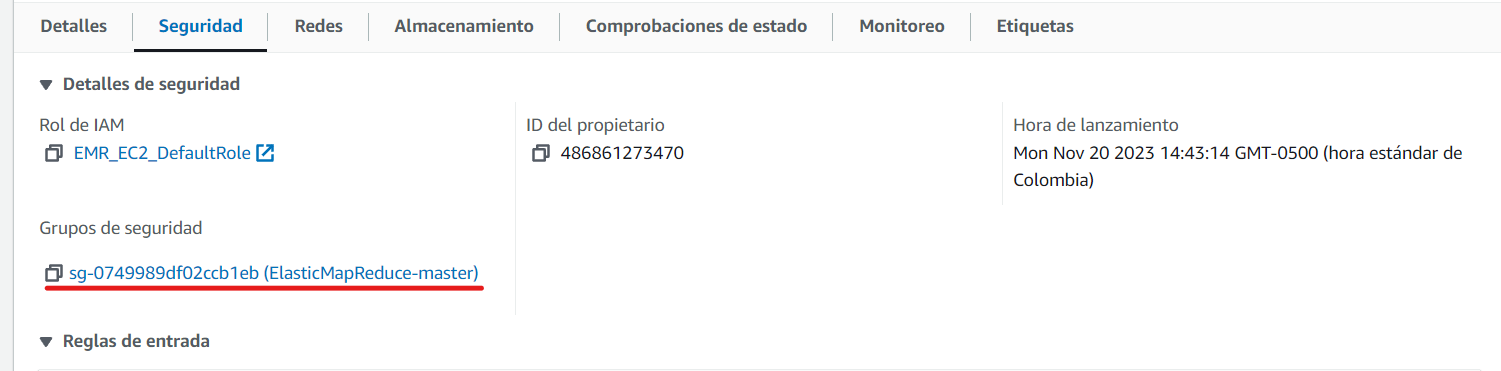 Detalles
Seguridad
Redes
Almacenamiento
Comprobaciones de estado
Monitoreo
Etiquetas
Detalles de seguridad
Rol de IAM
EMR_EC2_DefaultRole
ID del propietario
486861273470
Hora de lanzamiento
Mon Nov 20 2023 14:43:14 GMT-0500 (hora estándar de
Colombia)
Grupos de seguridad
sg-0749989df02ccb1eb (ElasticMapReduce-master)
Reglas de entrada